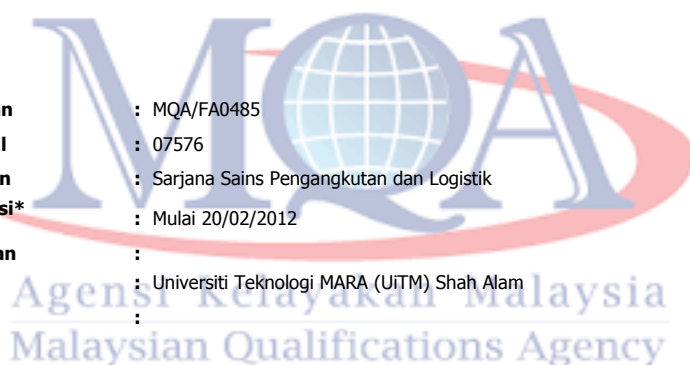 MQA
an : MQA/FA0485
l : 07576
n : Sarjana Sains Pengangkutan dan Logistik
si* : Mulai 20/02/2012
an :
: Universiti Teknologi MARA (UiTM) Shah Alam
:
Agensi Kelayakan Malaysia
Malaysian Qualifications Agency